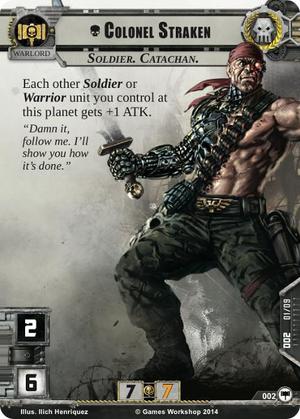 Colonel Straken
WARLORD
Soldier. Catachan.
Each other Soldier or
Warrior unit you control at
this planet gets +1 ATK.
“Damn it,
follow me. I’ll
show you how
it’s done.”
2
6
7 7
002 01/09
002
Illus. Ilich Henriquez
© Games Workshop 2014